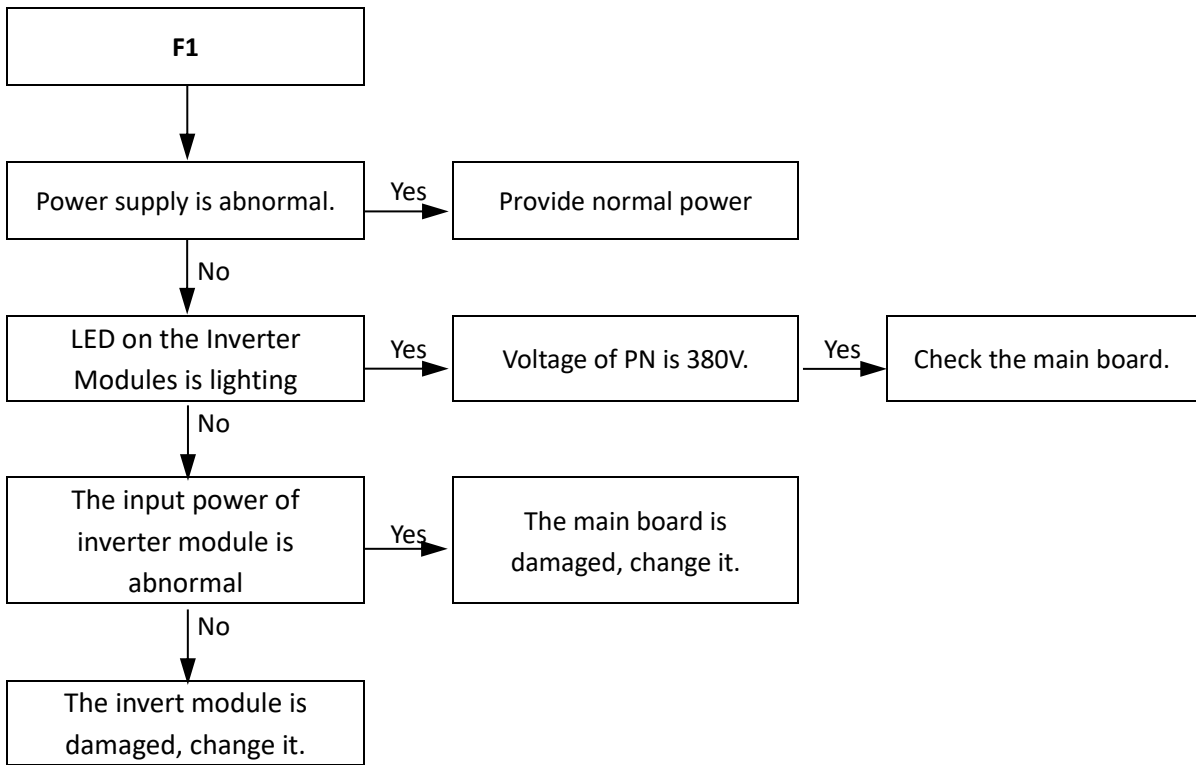 F1
Power supply is abnormal.
Yes
Provide normal power
No
LED on the Inverter
Modules is lighting
Yes
Voltage of PN is 380V.
Yes
Check the main board.
No
The input power of
inverter module is
abnormal
Yes
The main board is
damaged, change it.
No
The invert module is
damaged, change it.